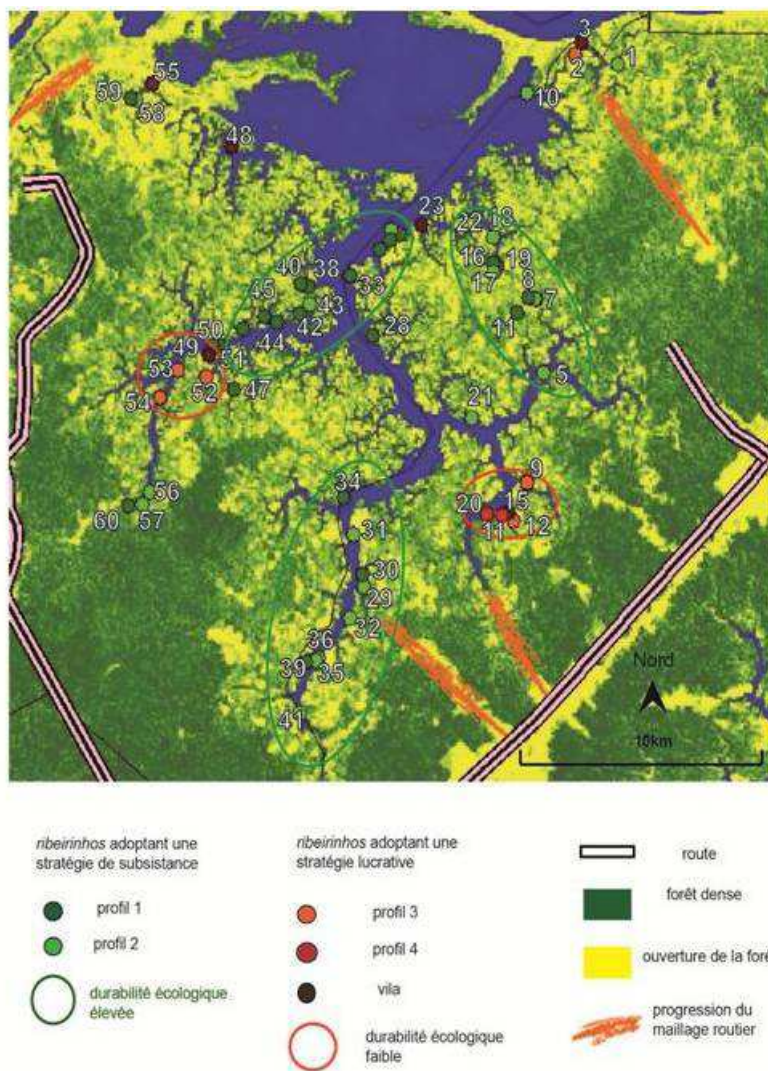 3
2
1
55
59
58
10
48
23
22
18
16
19
17
8
7
11
40
38
33
45
43
42
44
28
50
49
51
53
52
47
54
5
21
9
34
20
15
11
12
56
60
57
31
30
29
32
36
39
35
41
Nord
10km
ribeirinhos adoptant une
stratégie de subsistance
profil 1
profil 2
durabilité écologique
élevée
ribeirinhos adoptant une
stratégie lucrative
profil 3
profil 4
vila
durabilité écologique
faible
route
forêt dense
ouverture de la forê
progression du
maillage routier